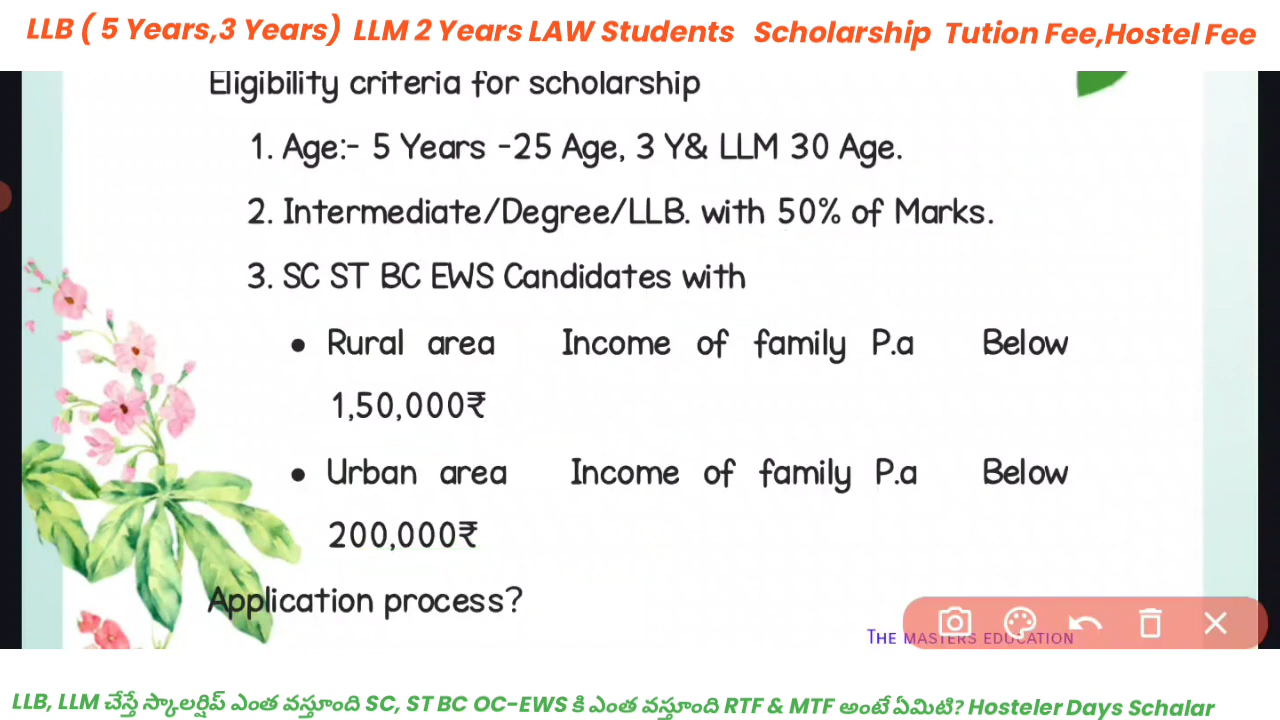 LLB ( 5 Years,3 Years) LLM 2 Years LAW Students Scholarship Tution Fee,Hostel Fee
Eligibility criteria for scholarship
1. Age:- 5 Years -25 Age, 3 Y& LLM 30 Age.
2. Intermediate/Degree/LLB. with 50% of Marks.
3. SC ST BC EWS Candidates with
• Rural area Income of family P.a Below
1,50,000₹
• Urban area Income of family P.a Below
200,000₹
Application process?
THE MASTERS EDUCATION
LLB, LLM చేస్తే స్కాలర్షిప్ ఎంత వస్తూంది SC, ST BC OC-EWS కి ఎంత వస్తూంది RTF & MTF అంటే ఏమిటి? Hosteler Days Schalar